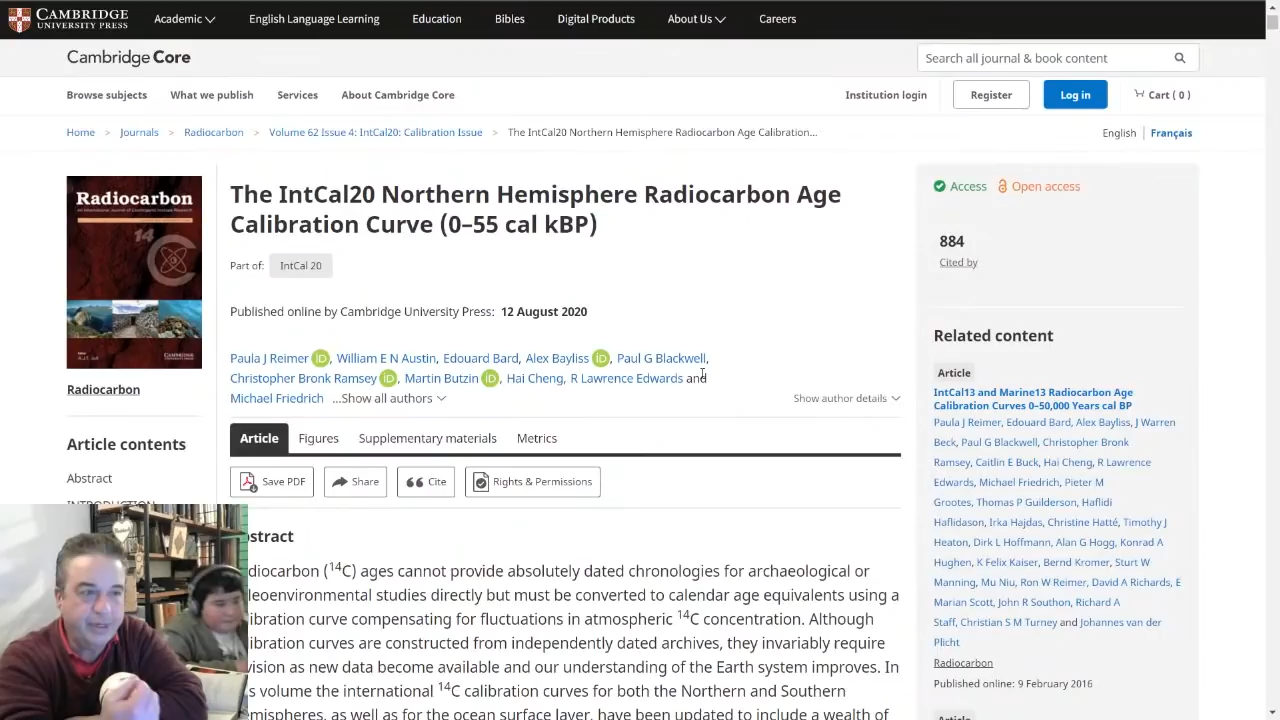 CAMBRIDGE
UNIVERSITY PRESS
Academic
English Language Learning
Education
Bibles
Digital Products
About Us
Careers
Cambridge Core
Search all journal & book content
Browse subjects
What we publish
Services
About Cambridge Core
Institution login
Register
Log in
Cart ( 0 )
Home > Journals > Radiocarbon > Volume 62 Issue 4: IntCal20: Calibration Issue > The IntCal20 Northern Hemisphere Radiocarbon Age Calibration...
English | Français
Radiocarbon
14
Radiocarbon
Article contents
Abstract
The IntCal20 Northern Hemisphere Radiocarbon Age
Calibration Curve (0–55 cal kBP)
Part of: IntCal 20
Published online by Cambridge University Press: 12 August 2020
Paula J Reimer iD, William E N Austin, Edouard Bard, Alex Bayliss iD, Paul G Blackwell,
Christopher Bronk Ramsey iD, Martin Butzin iD, Hai Cheng, R Lawrence Edwards and
Michael Friedrich ...Show all authors
Show author details
Article
Figures
Supplementary materials
Metrics
Save PDF
Share
Cite
Rights & Permissions
stract
diocarbon (¹⁴C) ages cannot provide absolutely dated chronologies for archaeological or
leoenvironmental studies directly but must be converted to calendar age equivalents using a
ibration curve compensating for fluctuations in atmospheric ¹⁴C concentration. Although
ibration curves are constructed from independently dated archives, they invariably require
vision as new data become available and our understanding of the Earth system improves. In
s volume the international ¹⁴C calibration curves for both the Northern and Southern
mispheres, as well as for the ocean surface layer, have been updated to include a wealth of
Access
Open access
884
Cited by
Related content
Article
IntCal13 and Marine13 Radiocarbon Age
Calibration Curves 0–50,000 Years cal BP
Paula J Reimer, Edouard Bard, Alex Bayliss, J Warren
Beck, Paul G Blackwell, Christopher Bronk
Ramsey, Caitlin E Buck, Hai Cheng, R Lawrence
Edwards, Michael Friedrich, Pieter M
Grootes, Thomas P Guilderson, Haflidi
Haflidason, Irka Hajdas, Christine Hatté, Timothy J
Heaton, Dirk L Hoffmann, Alan G Hogg, Konrad A
Hughen, K Felix Kaiser, Bernd Kromer, Sturt W
Manning, Mu Niu, Ron W Reimer, David A Richards, E
Marian Scott, John R Southon, Richard A
Staff, Christian S M Turney and Johannes van der
Plicht
Radiocarbon
Published online: 9 February 2016